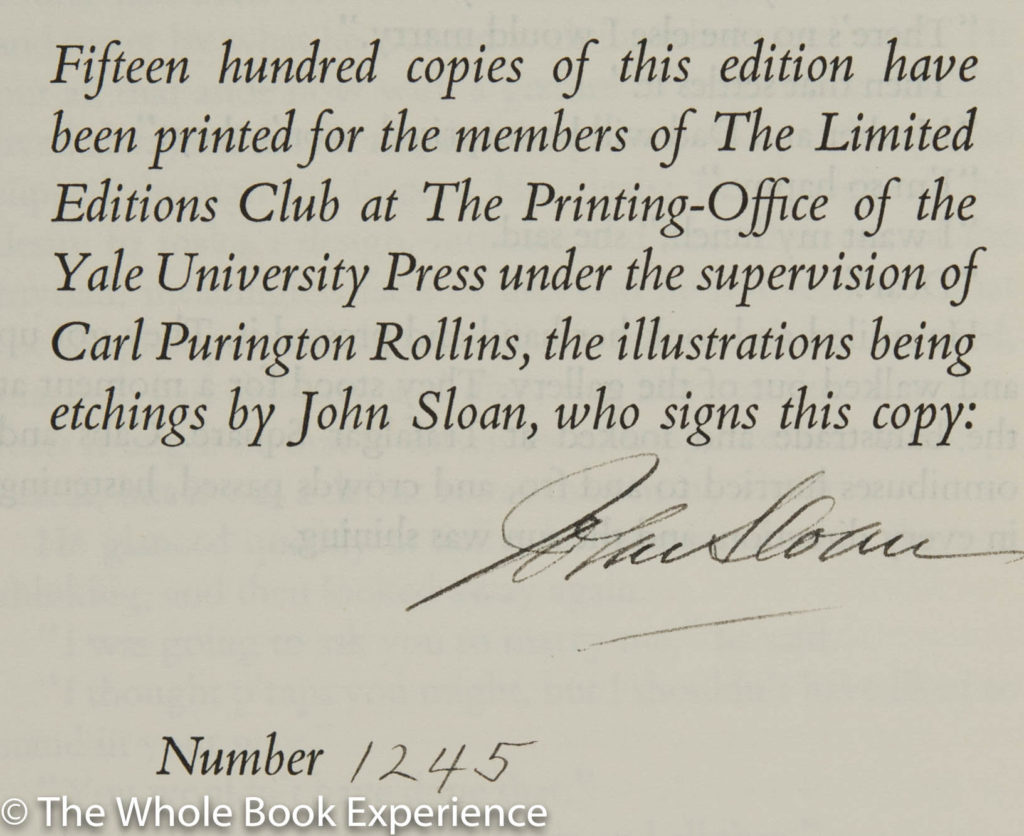 Fifteen hundred copies of this edition have
been printed for the members of The Limited
Editions Club at The Printing-Office of the
Yale University Press under the supervision of
Carl Purington Rollins, the illustrations being
etchings by John Sloan, who signs this copy:
John Sloan
Number 1245
© The Whole Book Experience